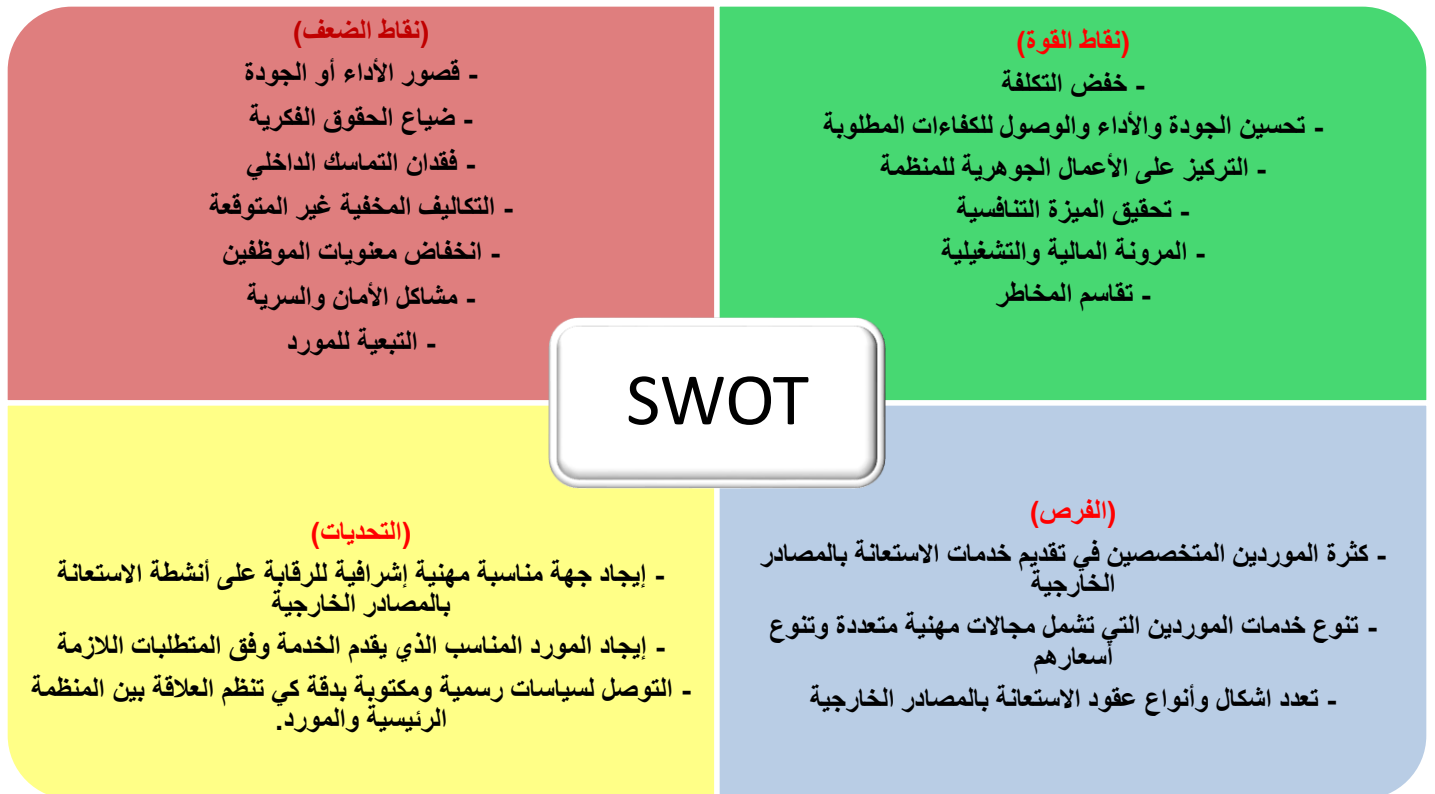 (نقاط القوة)
- خفض التكلفة
- تحسين الجودة والأداء والوصول للكفاءات المطلوبة
- التركيز على الأعمال الجوهرية للمنظمة
- تحقيق الميزة التنافسية
- المرونة المالية والتشغيلية
- تقاسم المخاطر
(نقاط الضعف)
- قصور الأداء أو الجودة
- ضياع الحقوق الفكرية
- فقدان التماسك الداخلي
- التكاليف المخفية غير المتوقعة
- انخفاض معنويات الموظفين
- مشاكل الأمان والسرية
- التبعية للمورد
SWOT
(الفرص)
- كثرة الموردين المتخصصين في تقديم خدمات الاستعانة بالمصادر
الخارجية
- تنوع خدمات الموردين التي تشمل مجالات مهنية متعددة وتنوع
أسعارهم
- تعدد اشكال وأنواع عقود الاستعانة بالمصادر الخارجية
(التحديات)
- إيجاد جهة مناسبة مهنية إشرافية للرقابة على أنشطة الاستعانة
بالمصادر الخارجية
- إيجاد المورد المناسب الذي يقدم الخدمة وفق المتطلبات اللازمة
- التوصل لسياسات رسمية ومكتوبة بدقة كي تنظم العلاقة بين المنظمة
الرئيسية والمورد.